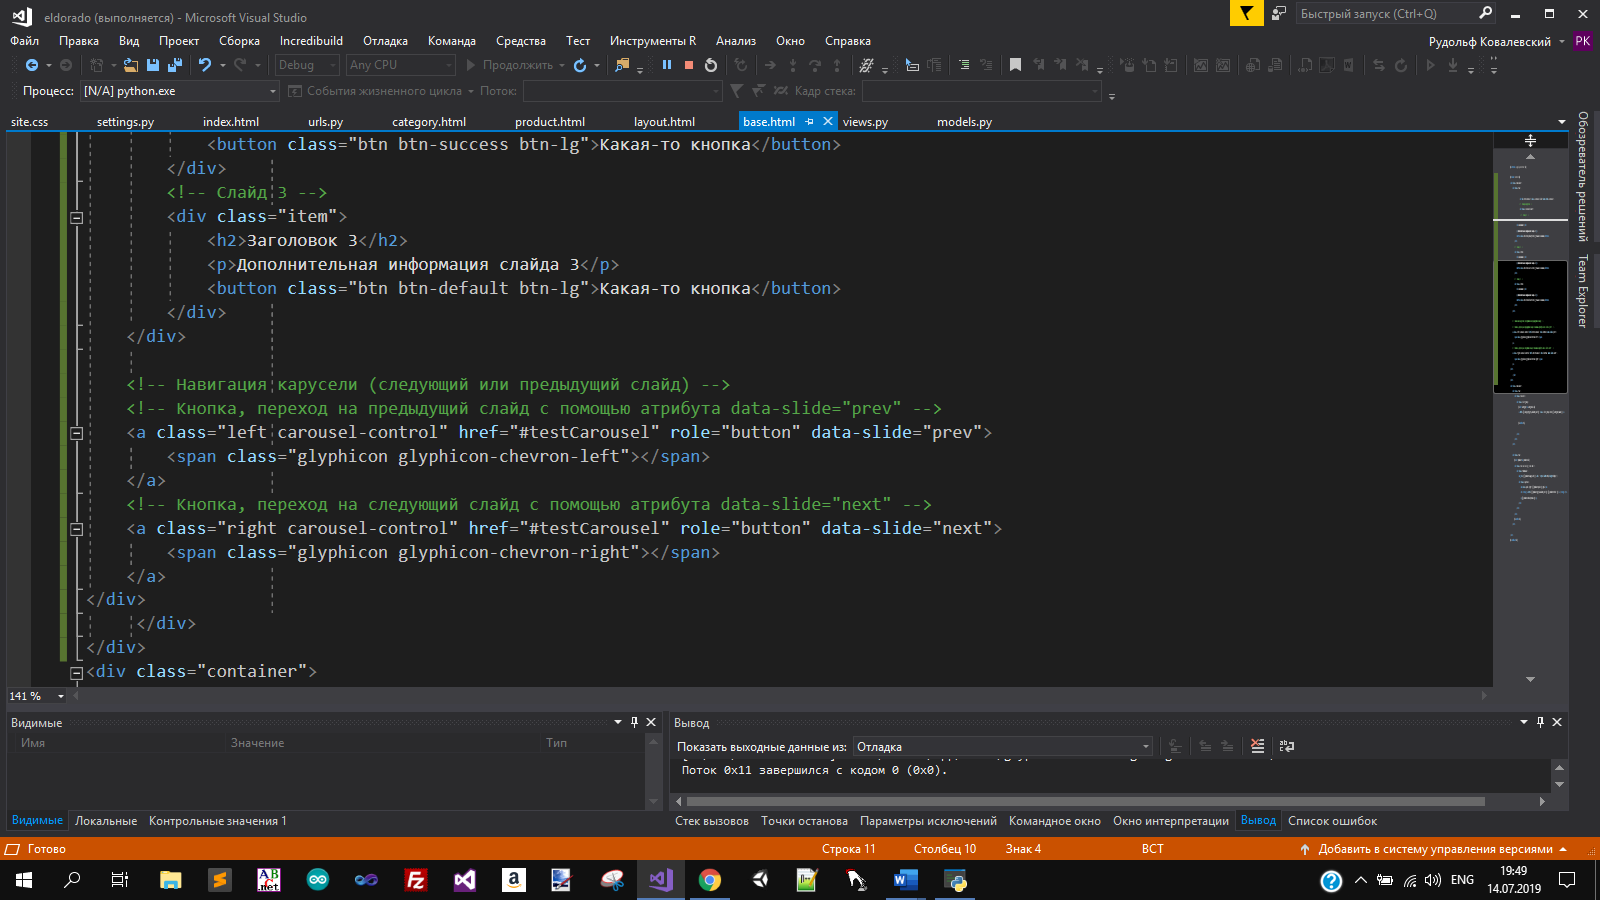 eldorado (выполняется) - Microsoft Visual Studio
Быстрый запуск (Ctrl+Q)
Файл Правка Вид Проект Сборка Incredibuild Отладка Команда Средства Тест Инструменты R Анализ Окно Справка
Рудольф Ковалевский PK
Debug Any CPU Продолжить
Процесс: [N/A] python.exe События жизненного цикла Поток: Кадр стека:
site.css settings.py index.html urls.py category.html product.html layout.html base.html views.py models.py
<button class="btn btn-success btn-lg">Какая-то кнопка</button>
</div>
<!-- Слайд 3 -->
<div class="item">
<h2>Заголовок 3</h2>
<p>Дополнительная информация слайда 3</p>
<button class="btn btn-default btn-lg">Какая-то кнопка</button>
</div>
</div>
<!-- Навигация карусели (следующий или предыдущий слайд) -->
<!-- Кнопка, переход на предыдущий слайд с помощью атрибута data-slide="prev" -->
<a class="left carousel-control" href="#testCarousel" role="button" data-slide="prev">
<span class="glyphicon glyphicon-chevron-left"></span>
</a>
<!-- Кнопка, переход на следующий слайд с помощью атрибута data-slide="next" -->
<a class="right carousel-control" href="#testCarousel" role="button" data-slide="next">
<span class="glyphicon glyphicon-chevron-right"></span>
</a>
</div>
</div>
</div>
<div class="container">
Обозреватель решений
Team Explorer
141 %
Видимые
Имя Значение Тип
Видимые Локальные Контрольные значения 1
Вывод
Показать выходные данные из: Отладка
Поток 0x11 завершился с кодом 0 (0x0).
Стек вызовов Точки останова Параметры исключений Командное окно Окно интерпретации Вывод Список ошибок
Готово Строка 11 Столбец 10 Знак 4 ВСТ Добавить в систему управления версиями
ENG
19:49
14.07.2019